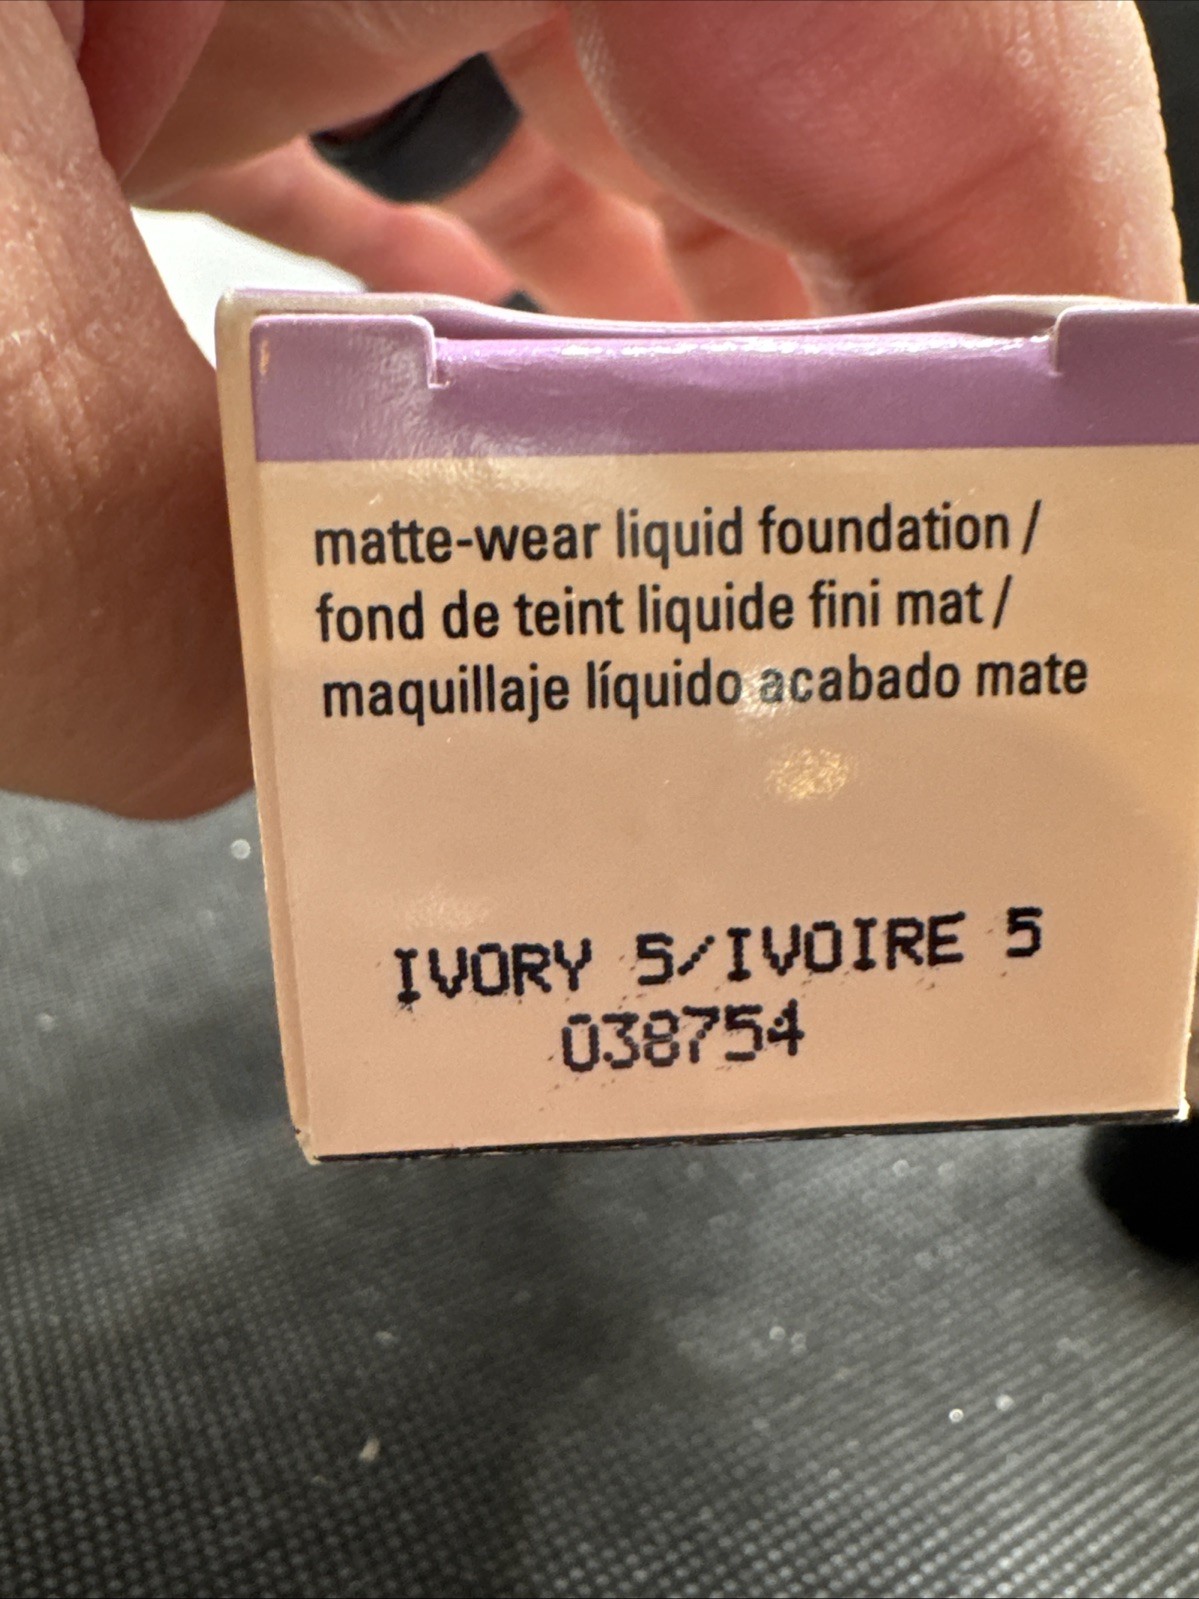 matte-wear liquid foundation /
fond de teint liquide fini mat /
maquillaje líquido acabado mate
IVORY 5/IVOIRE 5
038754